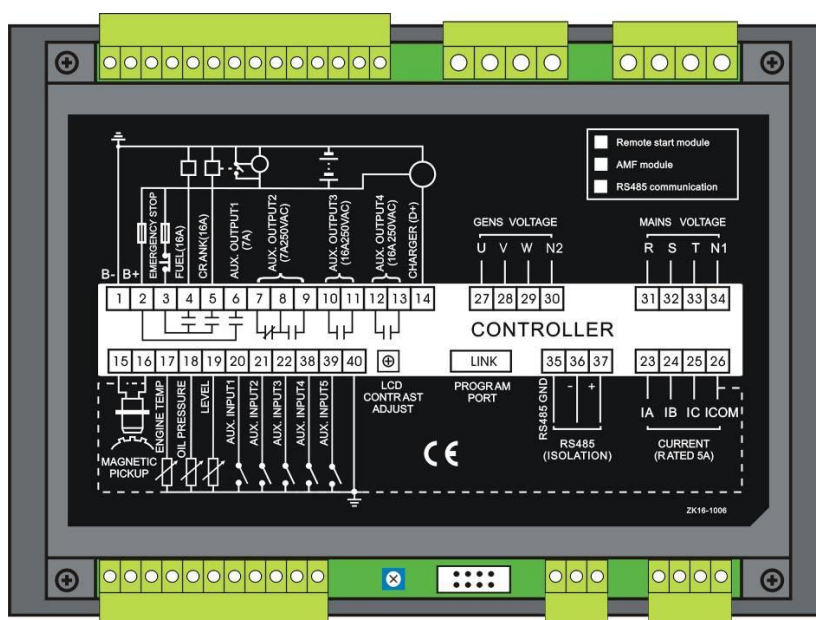 Remote start module
AMF module
RS485 communication
B-
B+
EMERGENCY STOP
FUEL(16A)
CRANK(16A)
AUX. OUTPUT1
(7A)
AUX. OUTPUT2
(7A250VAC)
AUX. OUTPUT3
(16A250VAC)
AUX. OUTPUT4
(16A250VAC)
CHARGER (D+)
GENS VOLTAGE
U V W N2
MAINS VOLTAGE
R S T N1
1 2 3 4 5 6 7 8 9 10 11 12 13 14
27 28 29 30
31 32 33 34
CONTROLLER
15 16 17 18 19 20 21 22 38 39 40
LCD
CONTRAST
ADJUST
LINK
PROGRAM
PORT
35 36 37
23 24 25 26
MAGNETIC
PICKUP
ENGINE TEMP
OIL PRESSURE
LEVEL
AUX. INPUT1
AUX. INPUT2
AUX. INPUT3
AUX. INPUT4
AUX. INPUT5
RS485 GND
- +
RS485
(ISOLATION)
IA IB IC ICOM
CURRENT
(RATED 5A)
CE
ZK16-1006